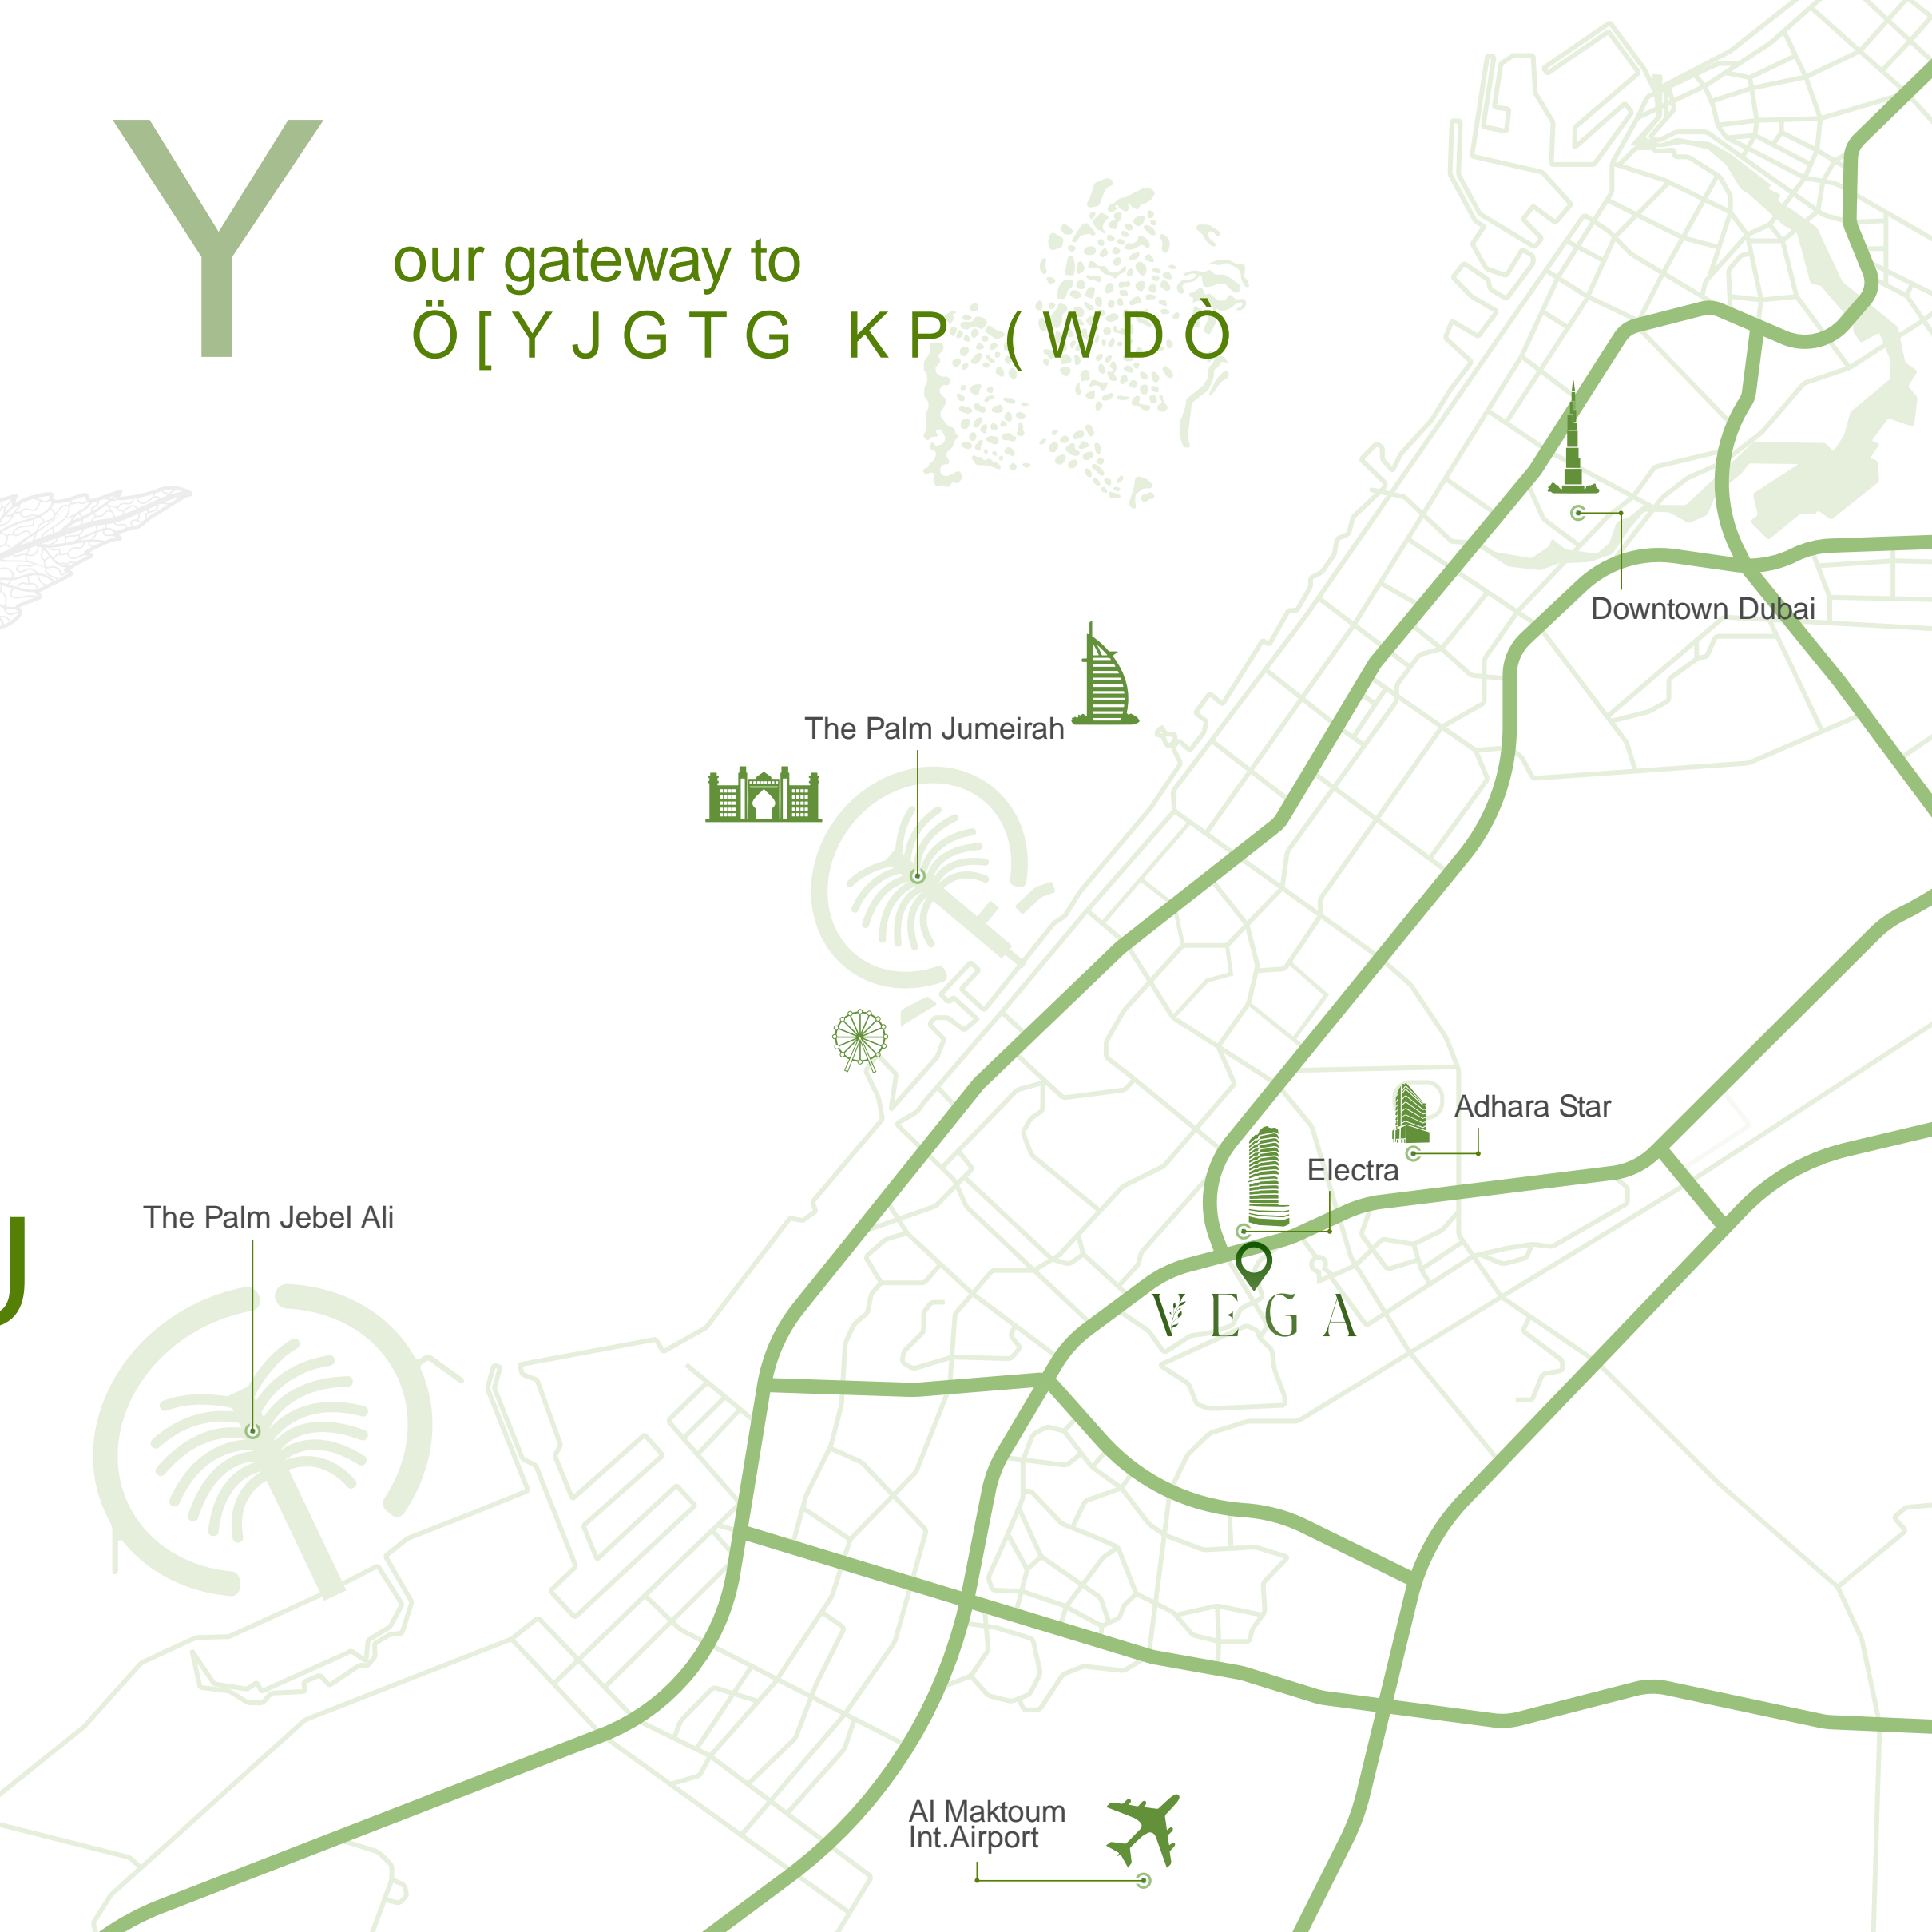 Y
our gateway to
Ö[YJGTG KP (WDÒ
Downtown Dubai
The Palm Jumeirah
Adhara Star
Electra
The Palm Jebel Ali
VEGA
Al Maktoum
Int.Airport